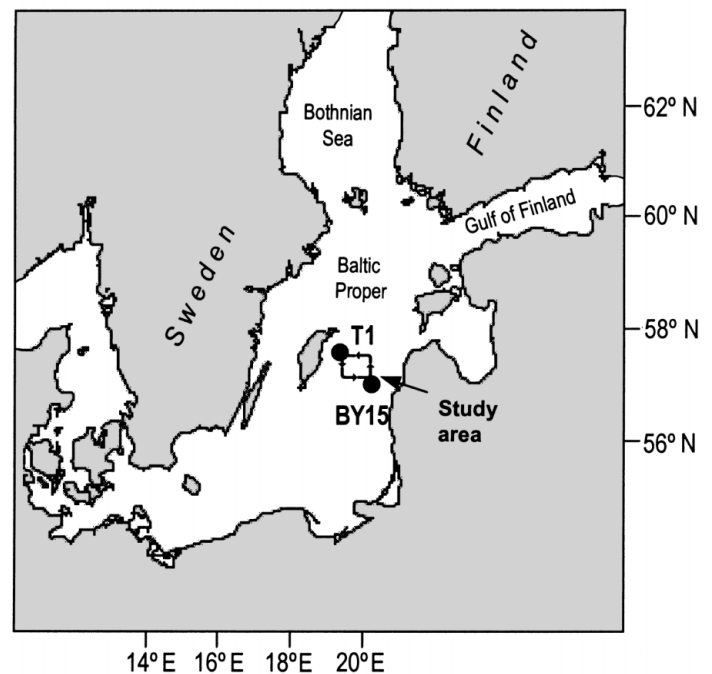 Finland
62º N
Bothnian
Sea
60º N
Gulf of Finland
Sweden
Baltic
Proper
58º N
T1
BY15
Study
area
56º N
14º E 16º E 18º E 20º E